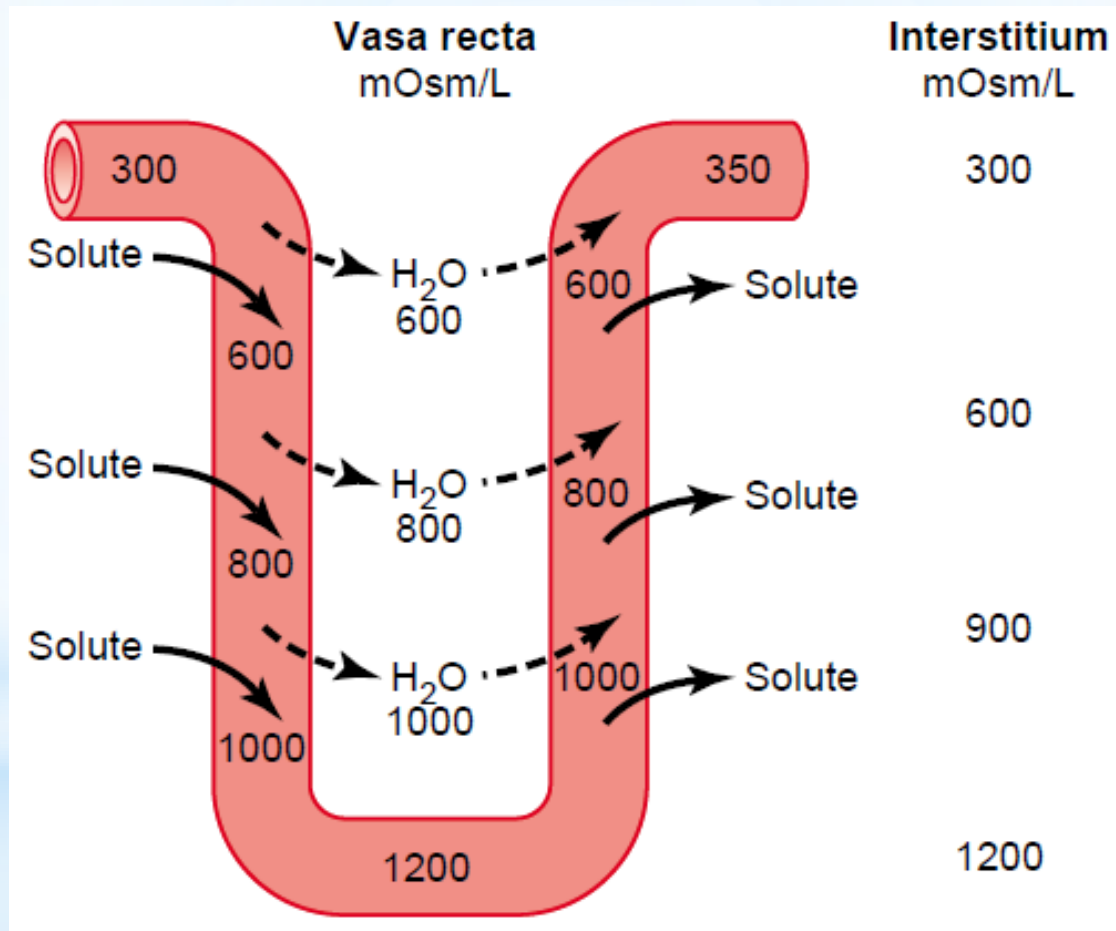 Vasa recta
mOsm/L
Interstitium
mOsm/L
300
350
300
Solute
H₂O
600
600
Solute
600
600
Solute
H₂O
800
800
Solute
800
900
Solute
H₂O
1000
1000
Solute
1000
1200
1200